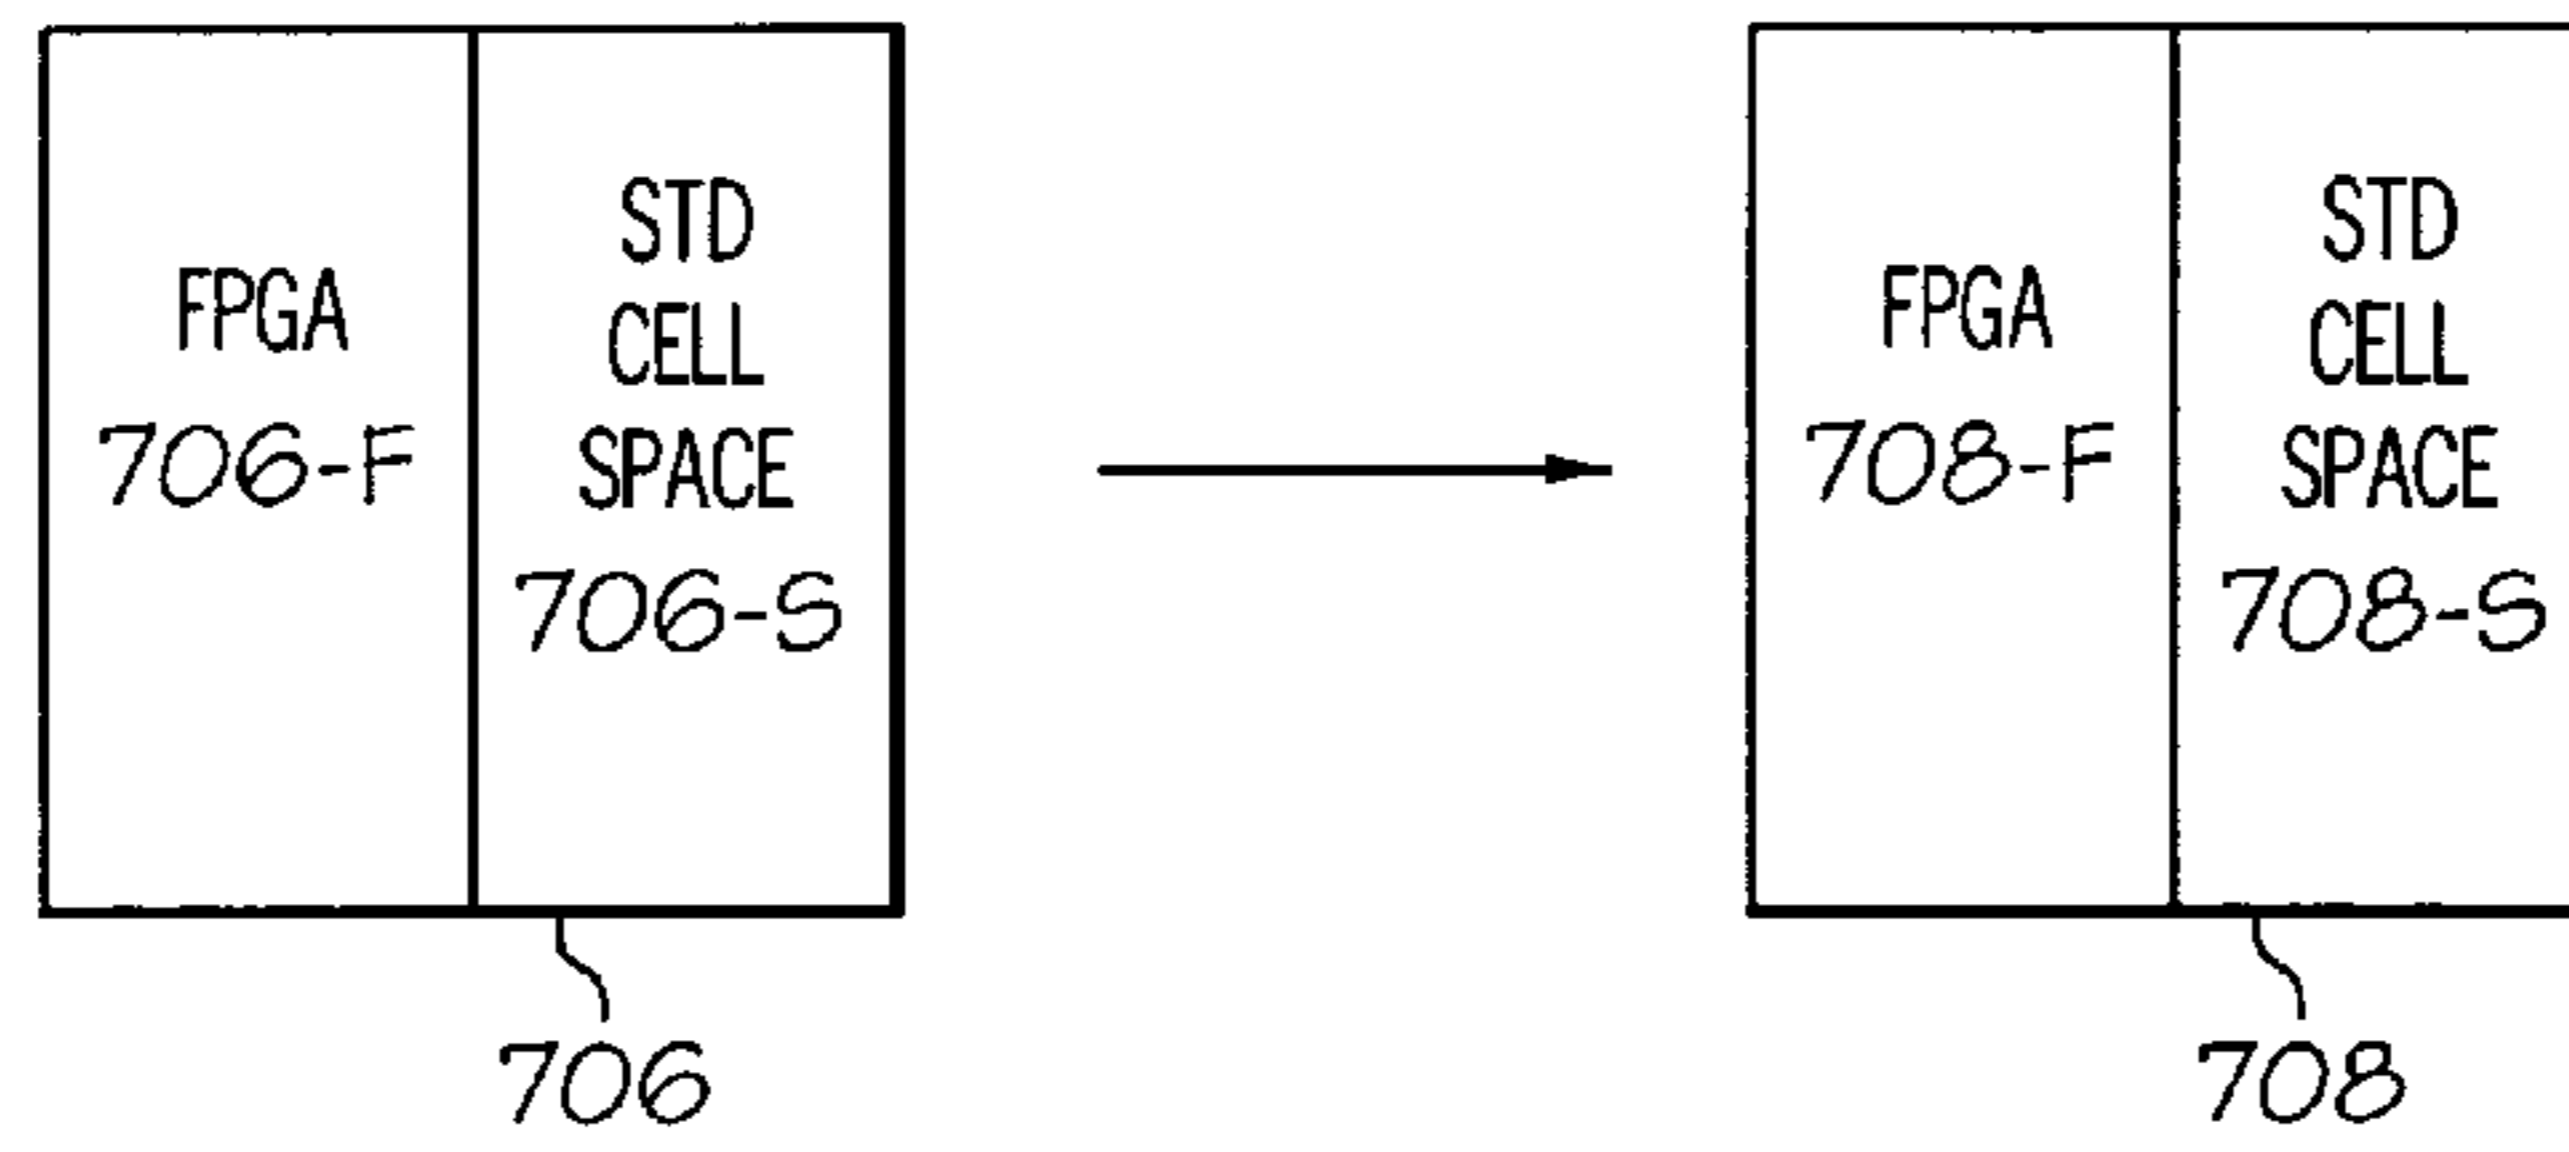 FPGA
706-F
STD
CELL
SPACE
706-S
706
FPGA
708-F
STD
CELL
SPACE
708-S
708